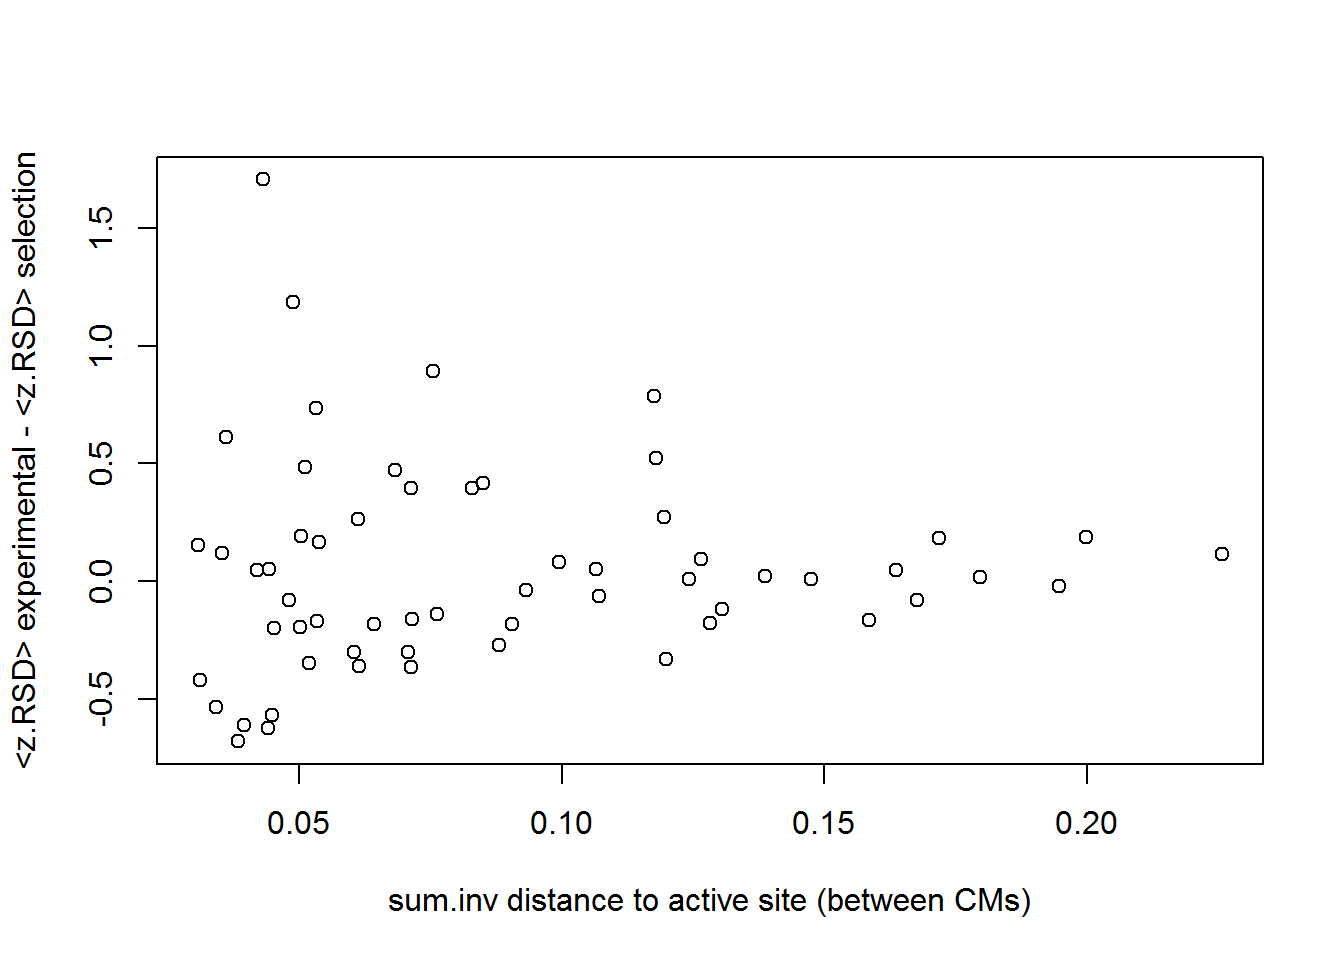 <z.RSD> experimental - <z.RSD> selection
1.5
1.0
0.5
0.0
-0.5
0.05 0.10 0.15 0.20
sum.inv distance to active site (between CMs)